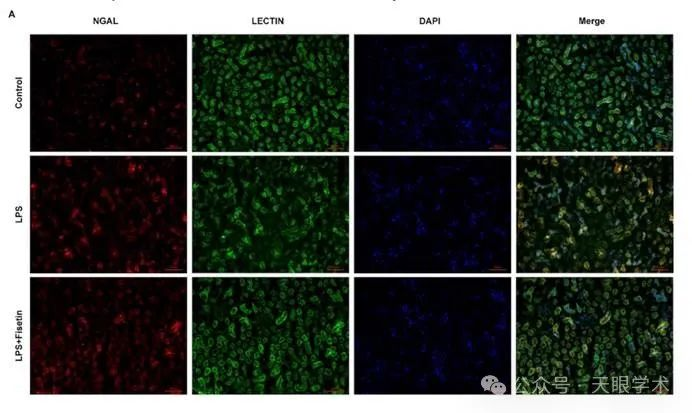 A
NGAL LECTIN DAPI Merge
Control
LPS
LPS+Fisetin
公众号 · 天眼学术